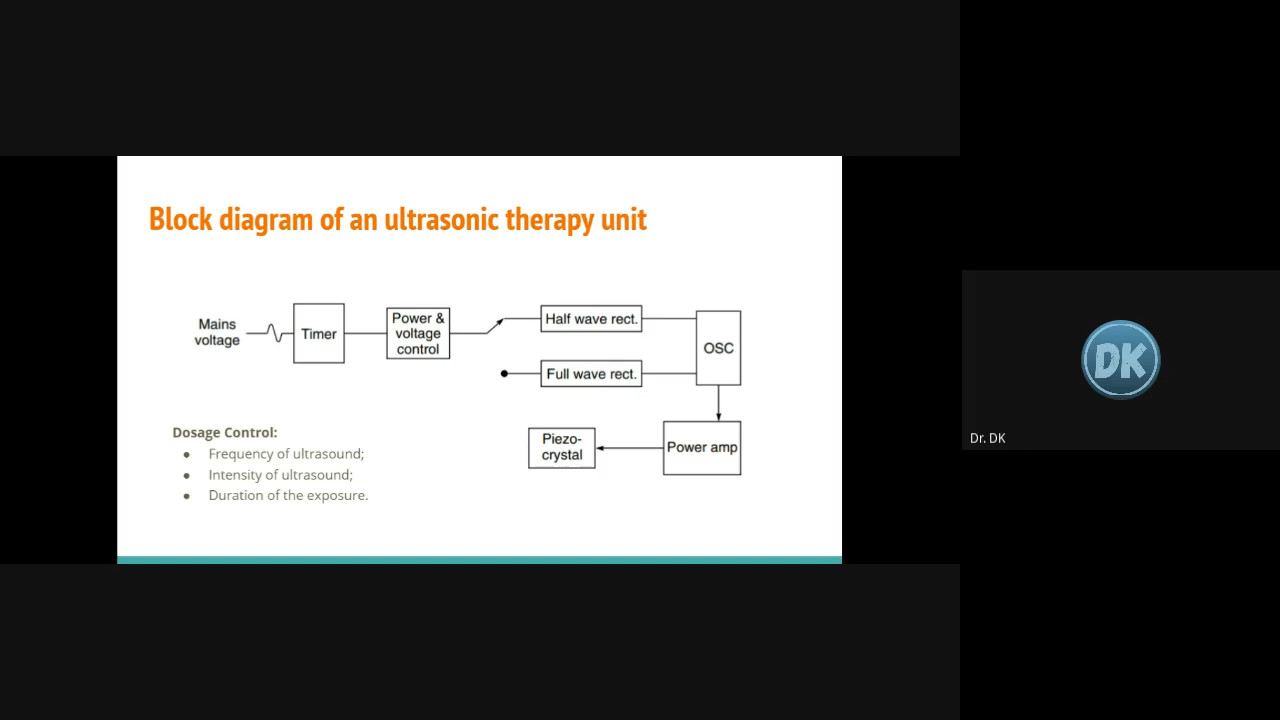 Block diagram of an ultrasonic therapy unit
Mains
voltage
Timer
Power &
voltage
control
Half wave rect.
Full wave rect.
OSC
Power amp
Piezo-
crystal
Dosage Control:
● Frequency of ultrasound;
● Intensity of ultrasound;
● Duration of the exposure.
DK
Dr. DK